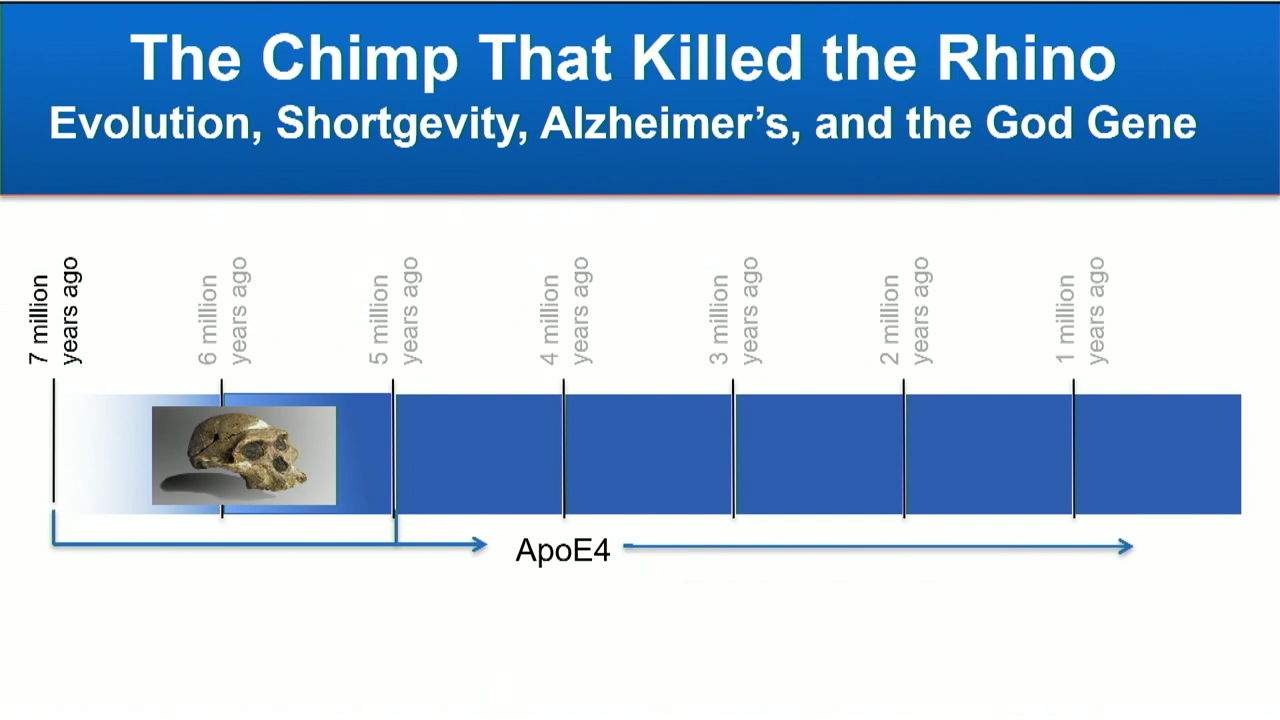 The Chimp That Killed the Rhino
Evolution, Shortgevity, Alzheimer's, and the God Gene
7 million
years ago
6 million
years ago
5 million
years ago
4 million
years ago
3 million
years ago
2 million
years ago
1 million
years ago
ApoE4